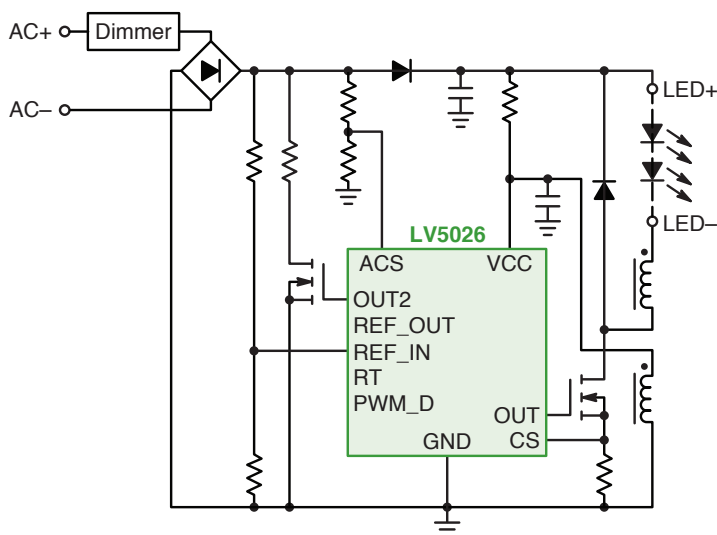 AC+
Dimmer
AC–
LED+
LED–
LV5026
ACS
VCC
OUT2
REF_OUT
REF_IN
RT
PWM_D
OUT
GND
CS